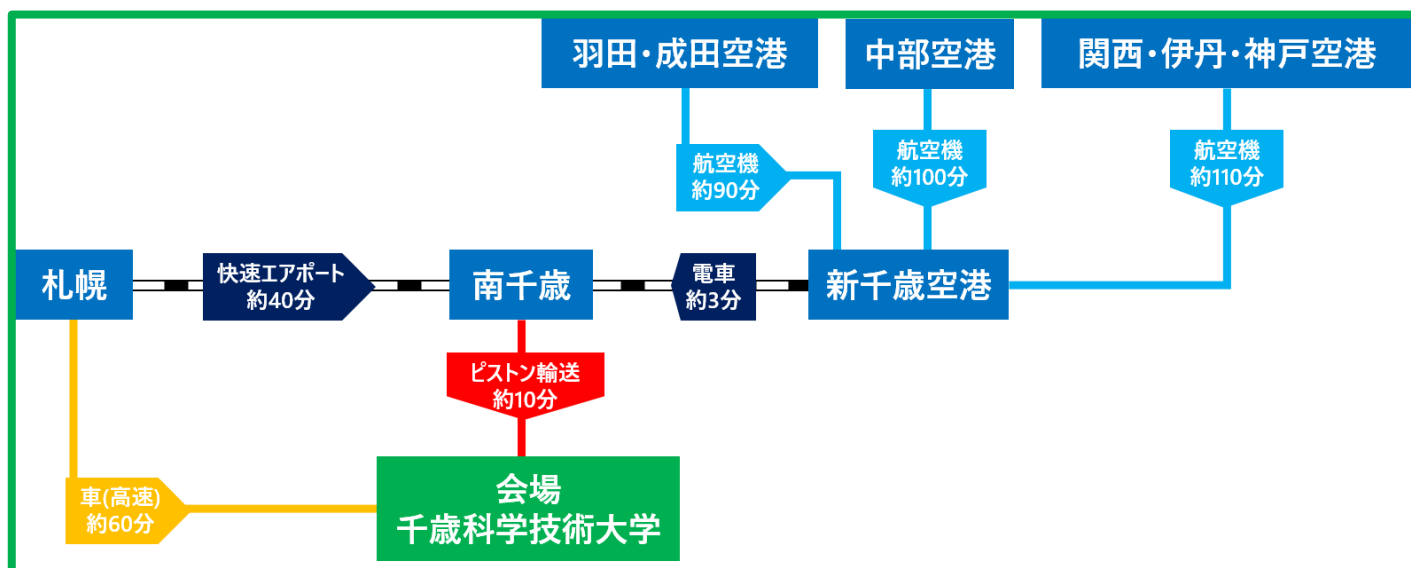 羽田・成田空港
中部空港
関西・伊丹・神戸空港
航空機
約90分
航空機
約100分
航空機
約110分
札幌
快速エアポート
約40分
南千歳
電車
約3分
新千歳空港
ピストン輸送
約10分
車(高速)
約60分
会場
千歳科学技術大学